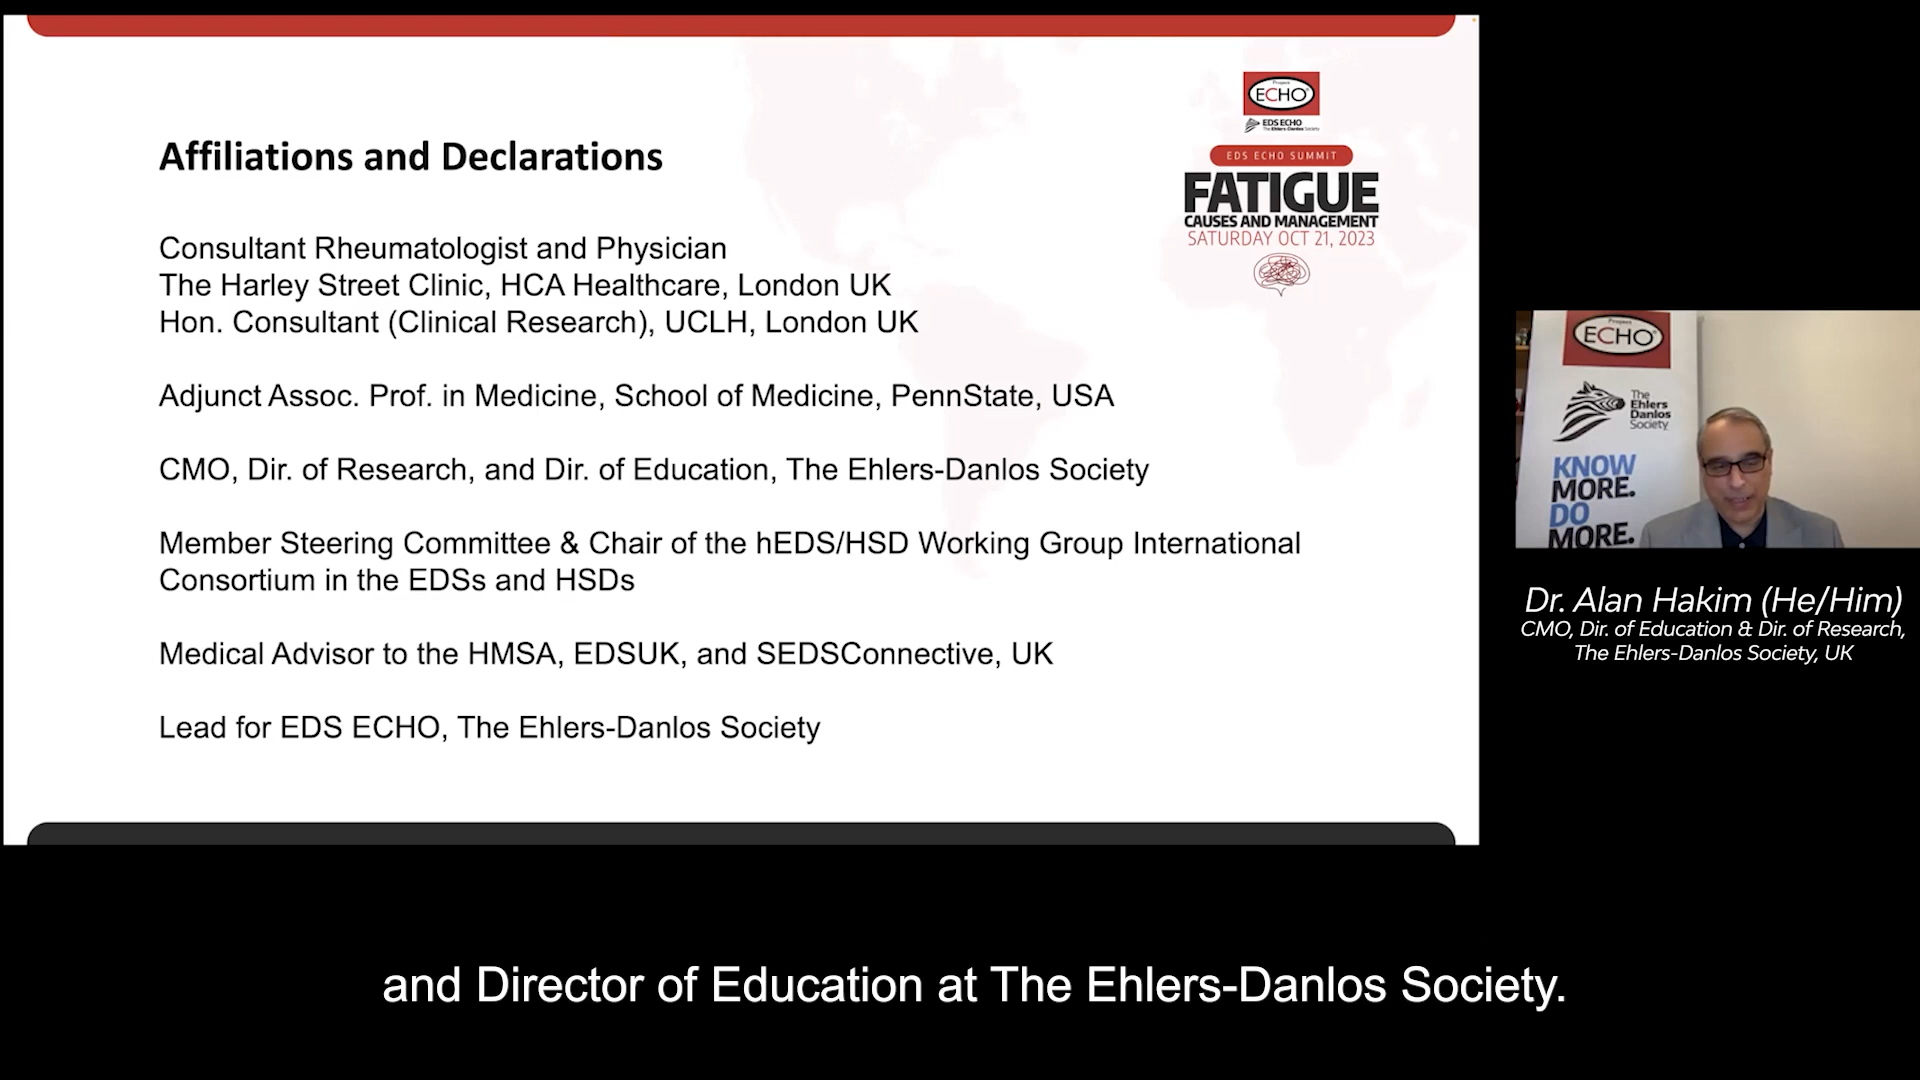 Affiliations and Declarations
Consultant Rheumatologist and Physician
The Harley Street Clinic, HCA Healthcare, London UK
Hon. Consultant (Clinical Research), UCLH, London UK
Adjunct Assoc. Prof. in Medicine, School of Medicine, PennState, USA
CMO, Dir. of Research, and Dir. of Education, The Ehlers-Danlos Society
Member Steering Committee & Chair of the hEDS/HSD Working Group International
Consortium in the EDSs and HSDs
Medical Advisor to the HMSA, EDSUK, and SEDSConnective, UK
Lead for EDS ECHO, The Ehlers-Danlos Society
Project
ECHO®
EDS ECHO
The Ehlers-Danlos Society
EDS ECHO SUMMIT
FATIGUE
CAUSES AND MANAGEMENT
SATURDAY OCT 21, 2023
Project
ECHO®
The
Ehlers
Danlos
Society
KNOW
MORE.
DO
MORE.
Dr. Alan Hakim (He/Him)
CMO, Dir. of Education & Dir. of Research,
The Ehlers-Danlos Society, UK
and Director of Education at The Ehlers-Danlos Society.